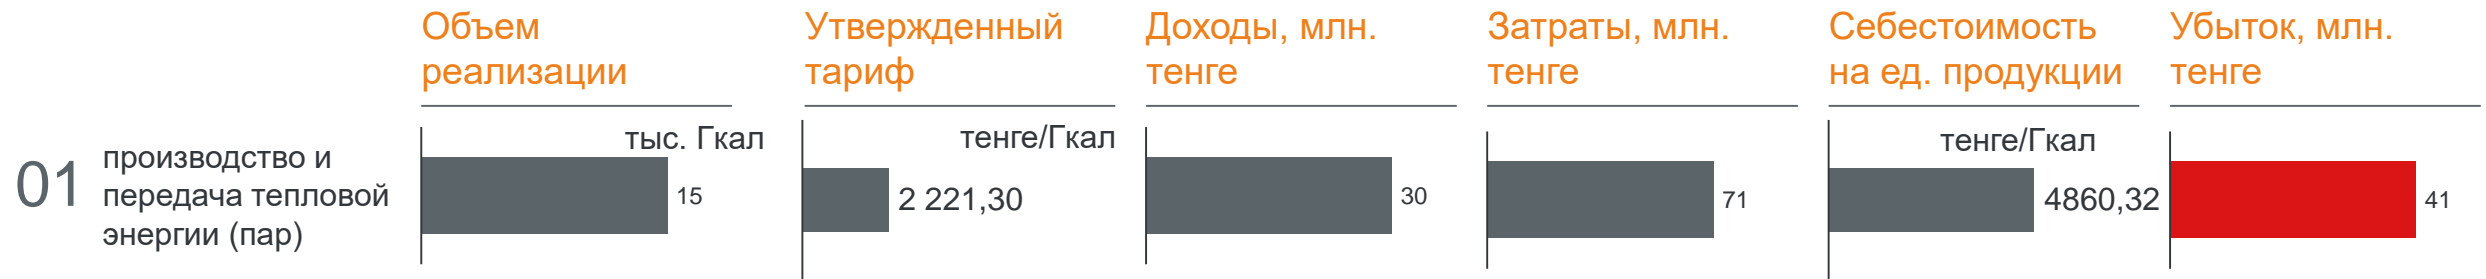 Объем
реализации
Утвержденный
тариф
Доходы, млн.
тенге
Затраты, млн.
тенге
Себестоимость
на ед. продукции
Убыток, млн.
тенге
01
производство и
передача тепловой
энергии (пар)
тыс. Гкал
15
тенге/Гкал
2 221,30
30
71
тенге/Гкал
4860,32
41